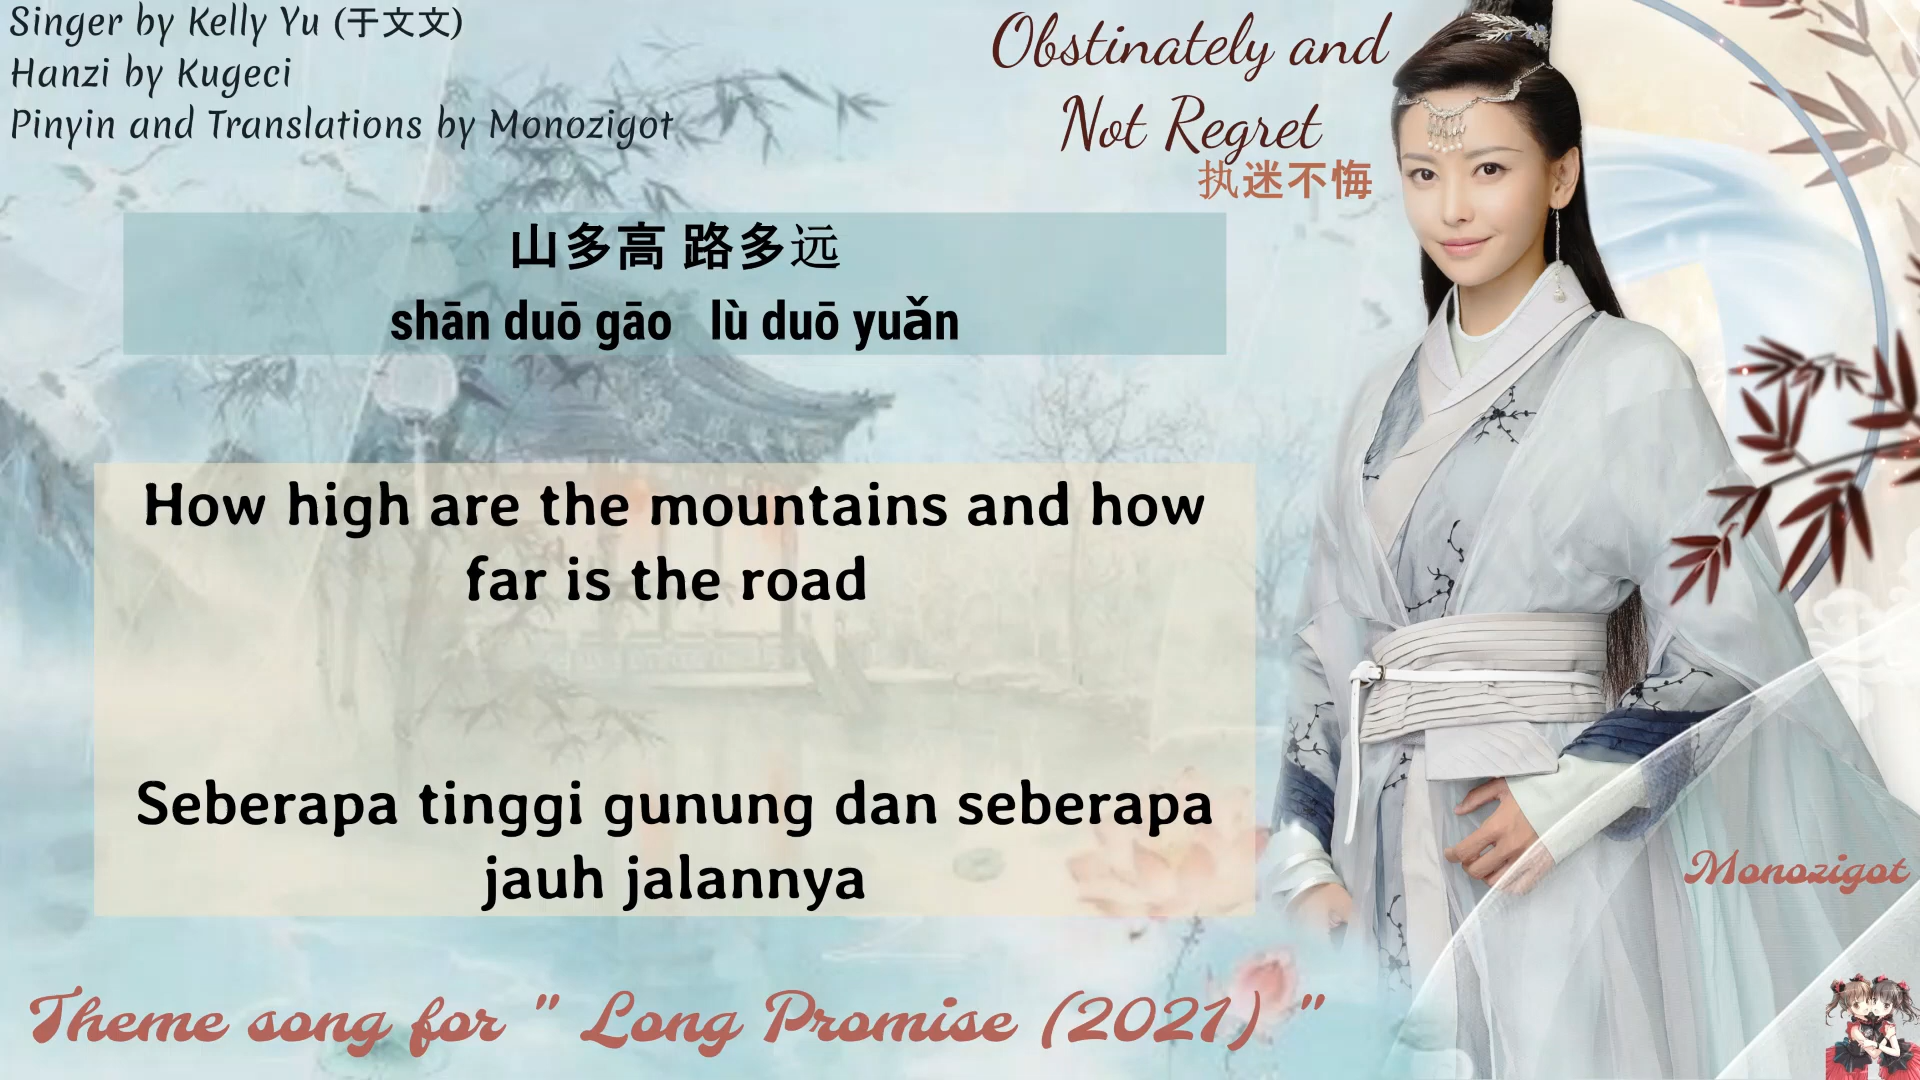 Singer by Kelly Yu (于文文)
Hanzi by Kugeci
Pinyin and Translations by Monozigot
Obstinately and
Not Regret
执迷不悔
山多高 路多远
shān duō gāo lù duō yuǎn
How high are the mountains and how
far is the road
Seberapa tinggi gunung dan seberapa
jauh jalannya
Monozigot
Theme song for " Long Promise (2021) "